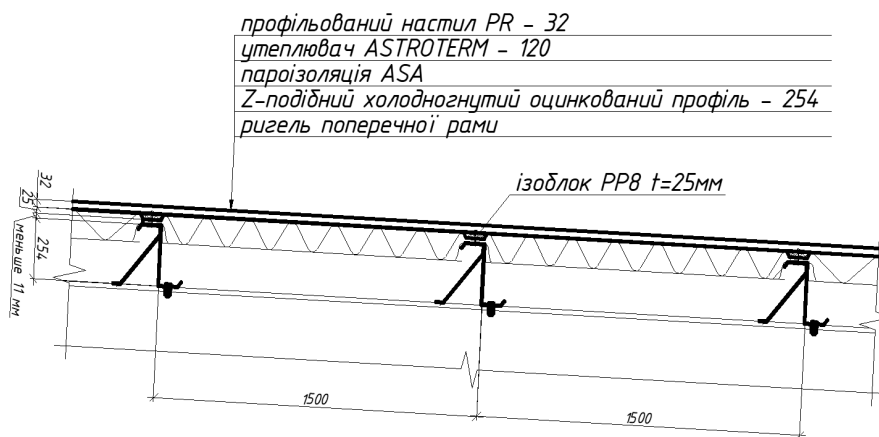 профільований настил PR - 32
утеплювач ASTROTERM - 120
пароізоляція ASA
Z-подібний холодногнутий оцинкований профіль - 254
ригель поперечної рами
ізоблок PP8 t=25мм
32
25
254
меньше 11 мм
1500
1500